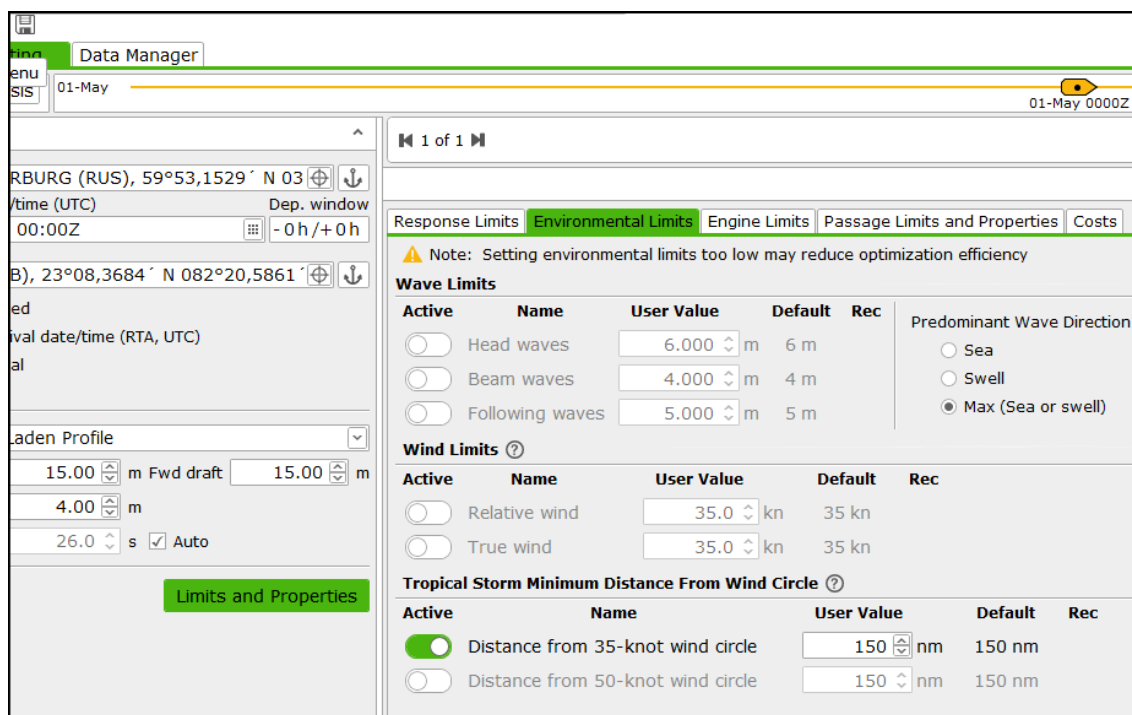 ting Data Manager
enu
sis
01-May
01-May 0000Z
1 of 1
RBURG (RUS), 59°53,1529´ N 03
/time (UTC) Dep. window
00:00Z - 0 h / + 0 h
B), 23°08,3684´ N 082°20,5861´
ed
ival date/time (RTA, UTC)
al
Laden Profile
15.00 m Fwd draft 15.00 m
4.00 m
26.0 s Auto
Limits and Properties
Response Limits Environmental Limits Engine Limits Passage Limits and Properties Costs
Note: Setting environmental limits too low may reduce optimization efficiency
Wave Limits
Active Name User Value Default Rec
Head waves 6.000 m 6 m
Beam waves 4.000 m 4 m
Following waves 5.000 m 5 m
Predominant Wave Direction
Sea
Swell
Max (Sea or swell)
Wind Limits ?
Active Name User Value Default Rec
Relative wind 35.0 kn 35 kn
True wind 35.0 kn 35 kn
Tropical Storm Minimum Distance From Wind Circle ?
Active Name User Value Default Rec
Distance from 35-knot wind circle 150 nm 150 nm
Distance from 50-knot wind circle 150 nm 150 nm